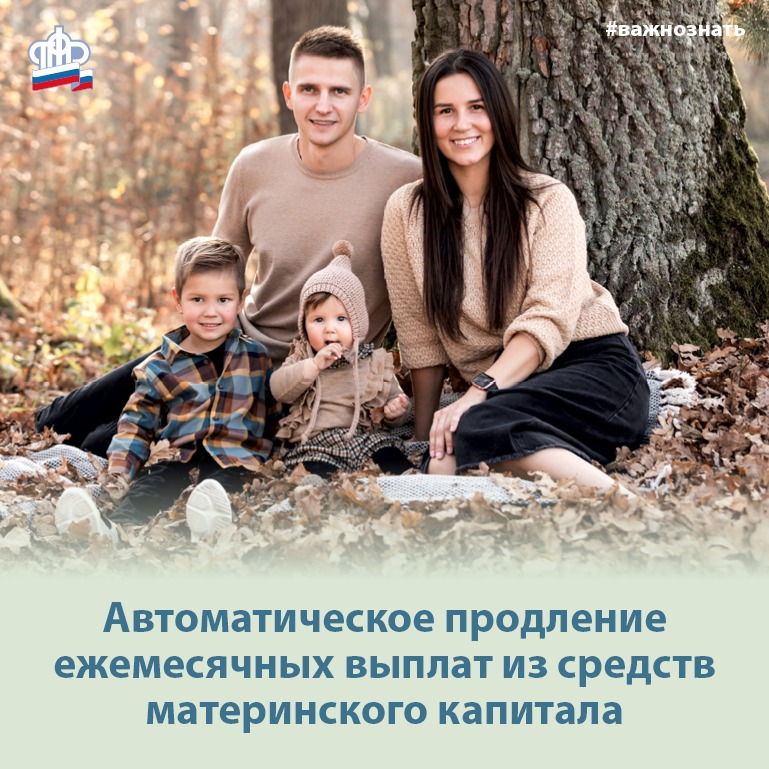 #важнознать
Автоматическое продление
ежемесячных выплат из средств
материнского капитала